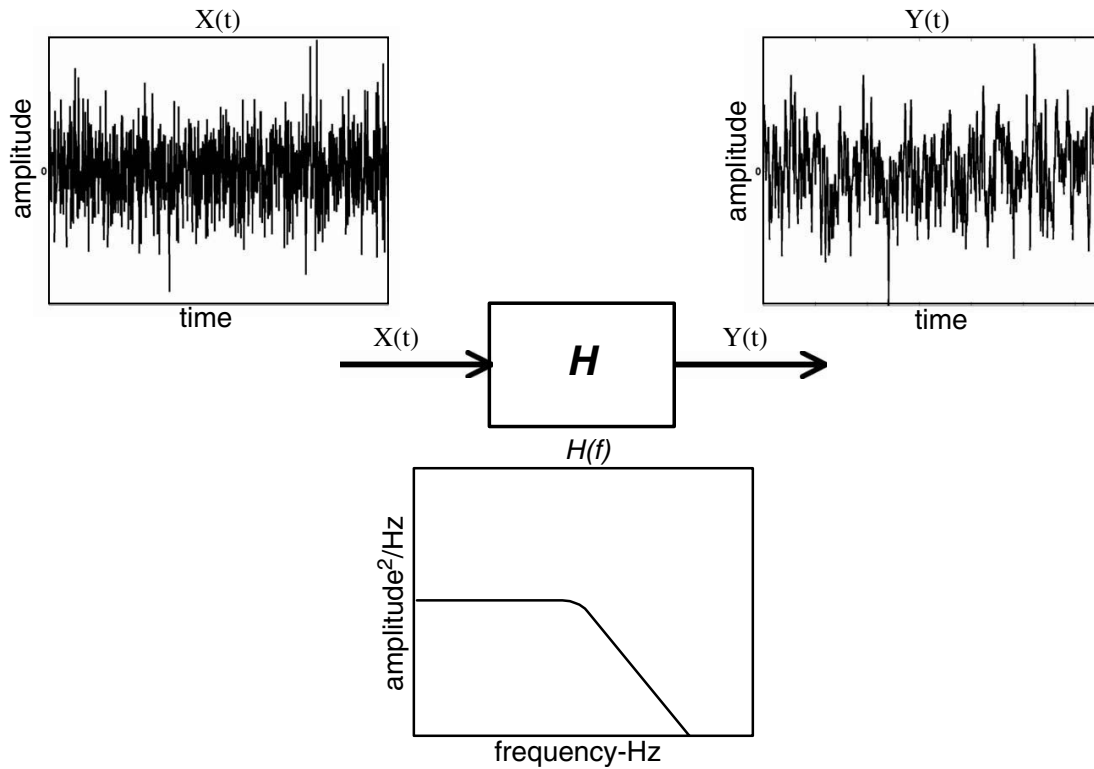 X(t)
Y(t)
amplitude
0
time
amplitude
0
time
X(t)
H
Y(t)
H(f)
amplitude²/Hz
frequency-Hz